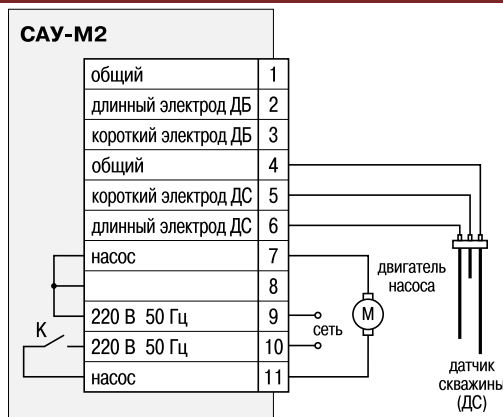 САУ-М2
общий 1
длинный электрод ДБ 2
короткий электрод ДБ 3
общий 4
короткий электрод ДС 5
длинный электрод ДС 6
насос 7
8
220 В 50 Гц 9
220 В 50 Гц 10
насос 11
K
двигатель
насоса
M
сеть
датчик
скважины
(ДС)